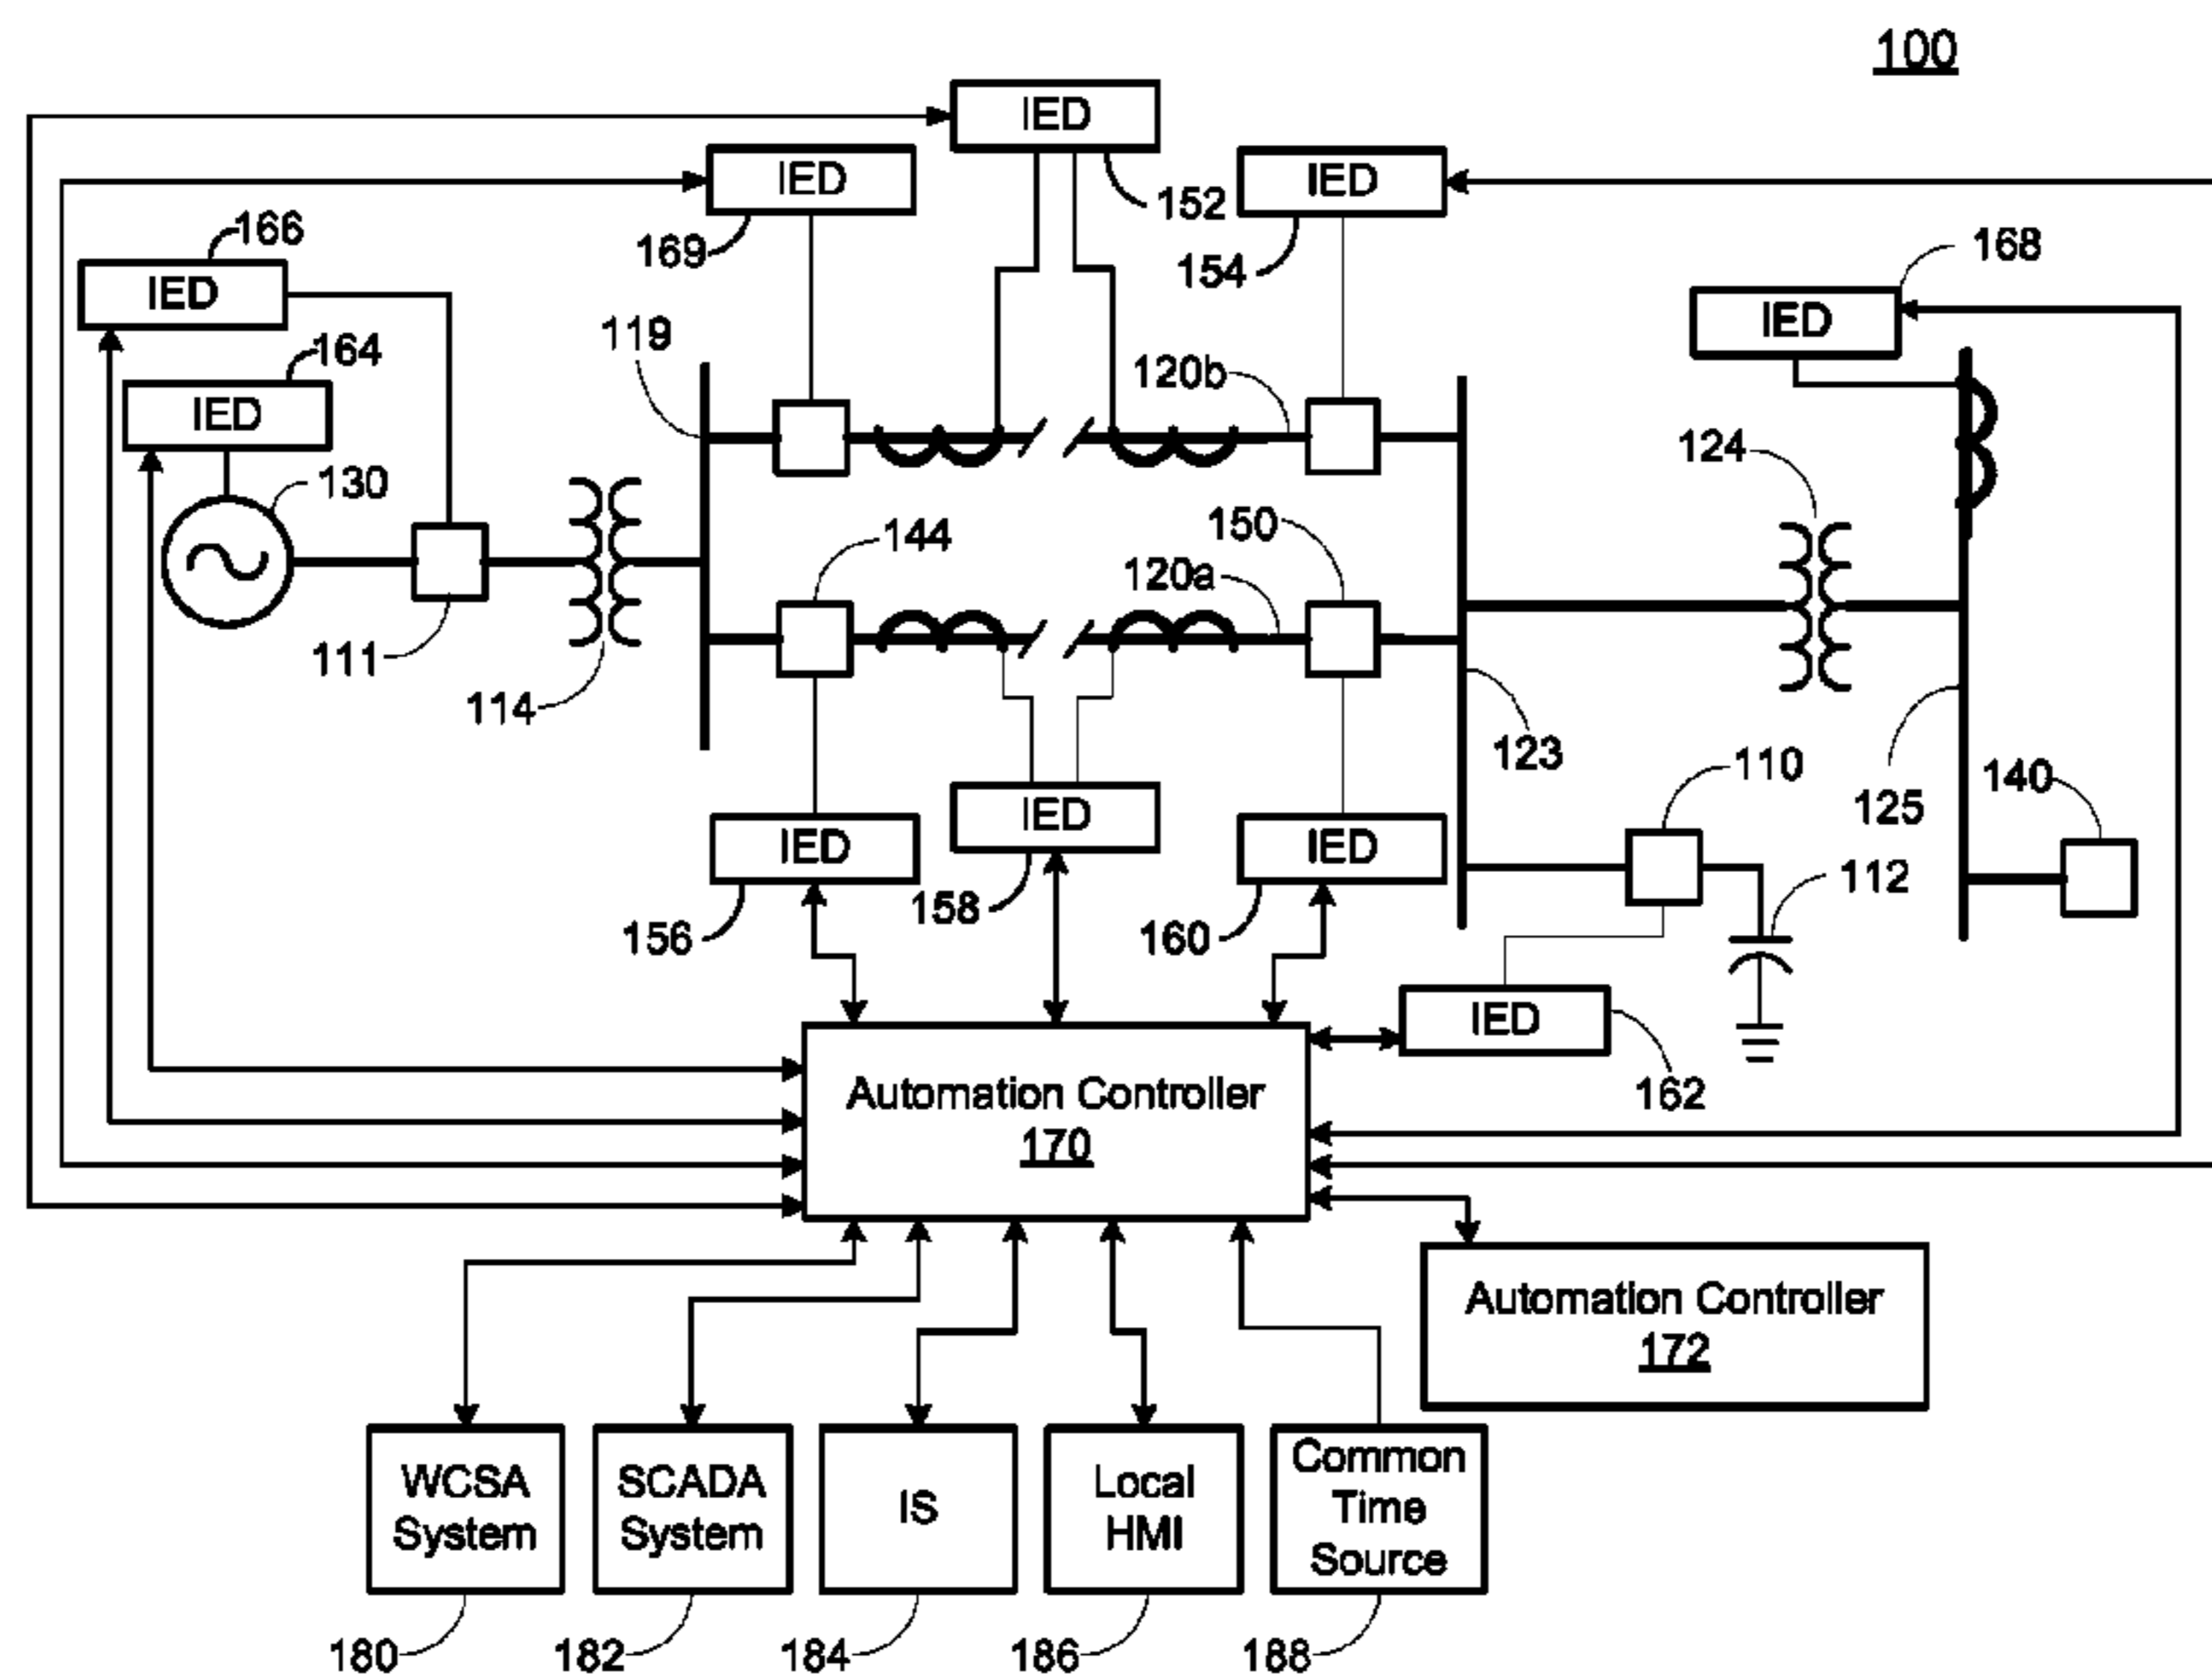 100
IED
152
IED
169
IED
154
166
IED
168
IED
164
IED
119
120b
130
124
144
150
120a
111
114
123
110
140
125
112
IED
156
IED
158
IED
160
IED
162
Automation Controller
170
Automation Controller
172
WCSA
System
SCADA
System
IS
Local
HMI
Common
Time
Source
180
182
184
186
188